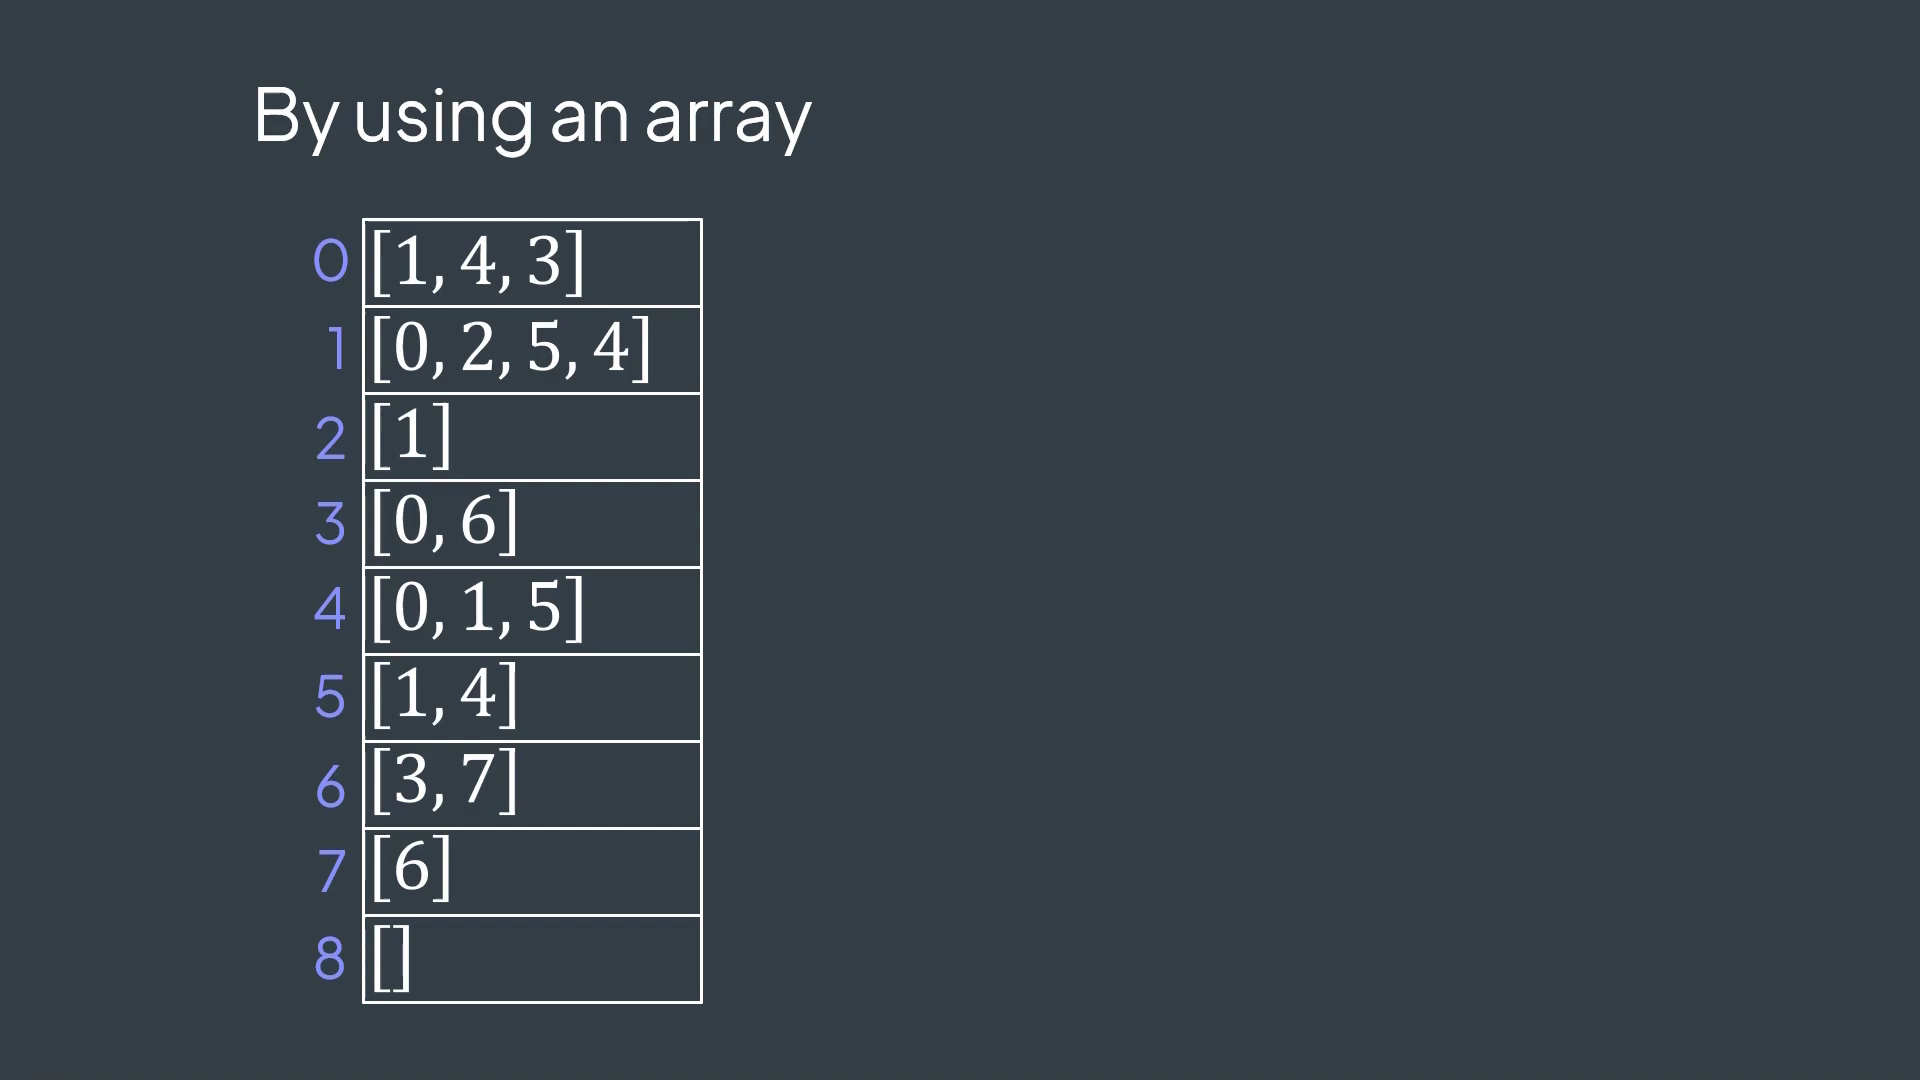 By using an array
0 [1, 4, 3]
1 [0, 2, 5, 4]
2 [1]
3 [0, 6]
4 [0, 1, 5]
5 [1, 4]
6 [3, 7]
7 [6]
8 []